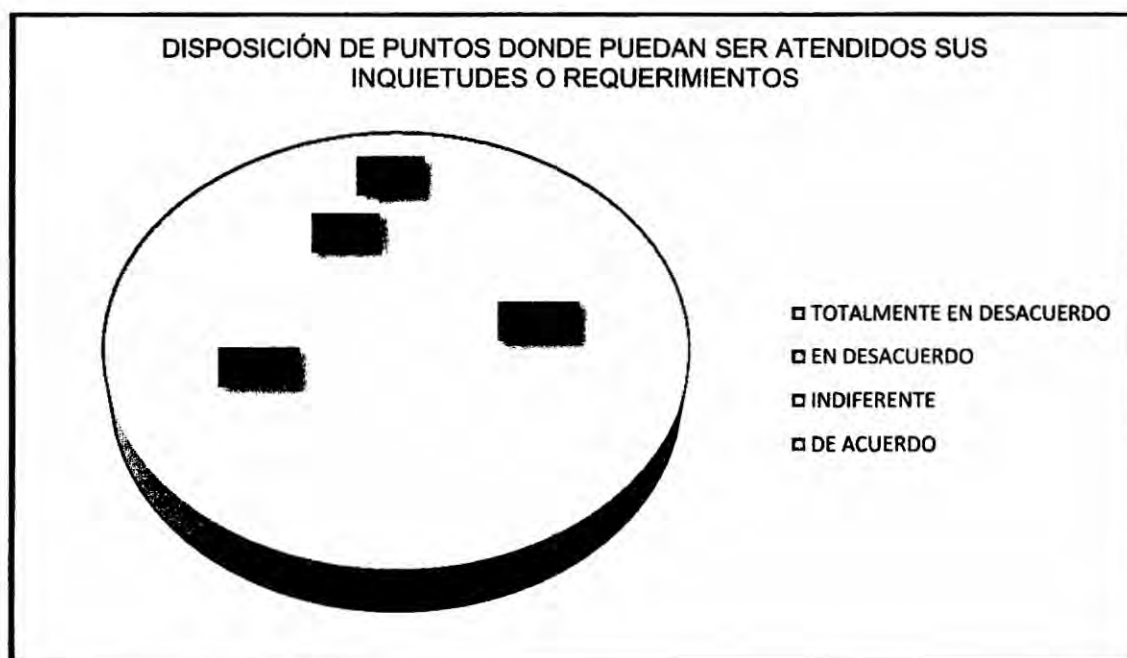 DISPOSICIÓN DE PUNTOS DONDE PUEDAN SER ATENDIDOS SUS
INQUIETUDES O REQUERIMIENTOS
TOTALMENTE EN DESACUERDO
EN DESACUERDO
INDIFERENTE
DE ACUERDO